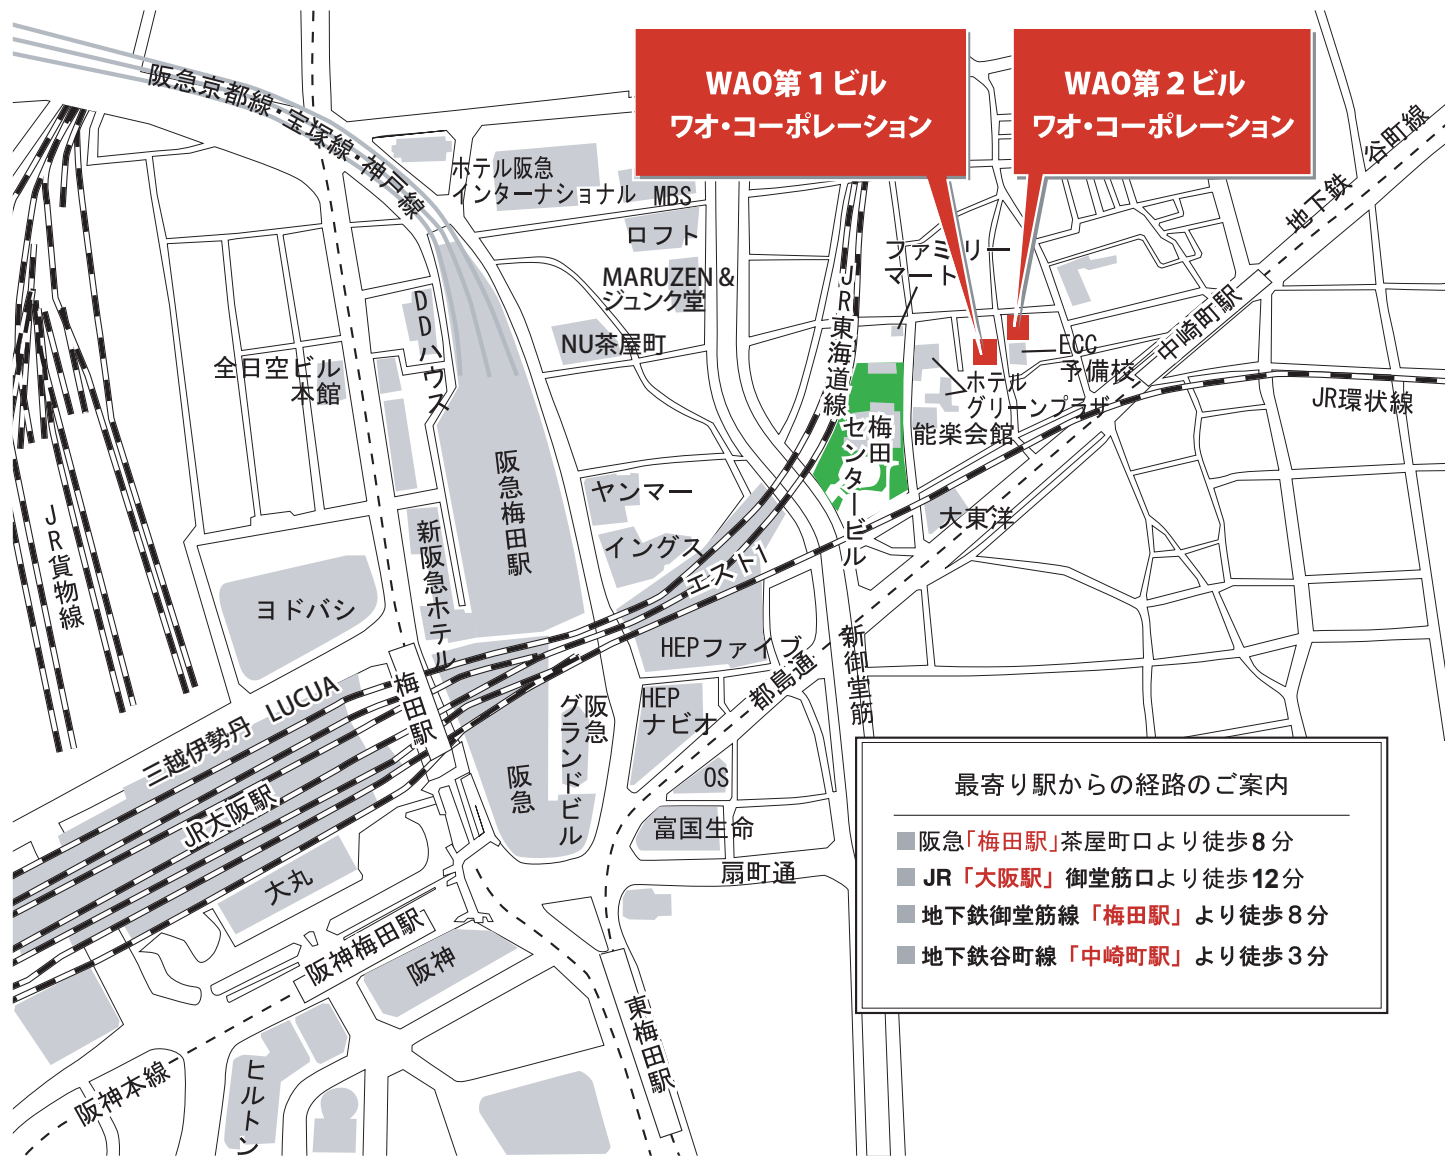 WAO第1ビル
ワオ・コーポレーション
WAO第2ビル
ワオ・コーポレーション
阪急京都線・宝塚線・神戸線
ホテル阪急
インターナショナル
MBS
ロフト
MARUZEN＆
ジュンク堂
NU茶屋町
DDハウス
全日空ビル
本館
JR東海道線
ファミリー
マート
地下鉄 谷町線
中崎町駅
ECC
予備校
ホテル
グリーンプラザ
能楽会館
JR環状線
梅田
センタービル
大東洋
阪急梅田駅
ヤンマー
イングス
エスト1
新阪急ホテル
JR貨物線
ヨドバシ
HEPファイブ
HEP
ナビオ
都島通
新御堂筋
梅田駅
三越伊勢丹 LUCUA
JR大阪駅
阪急
グランドビル
阪急
OS
富国生命
扇町通
大丸
阪神梅田駅
阪神
東梅田駅
阪神本線
ヒルトン
最寄り駅からの経路のご案内
■阪急「梅田駅」茶屋町口より徒歩8分
■JR「大阪駅」御堂筋口より徒歩12分
■地下鉄御堂筋線「梅田駅」より徒歩8分
■地下鉄谷町線「中崎町駅」より徒歩3分